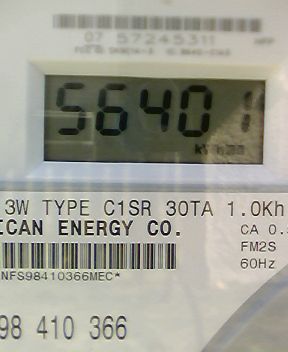 07 57245311
56401
3W TYPE C1SR 30TA 1.0Kh
ICAN ENERGY CO.
CA 0.
FM2S
NFS98410366MEC*
60Hz
98 410 366